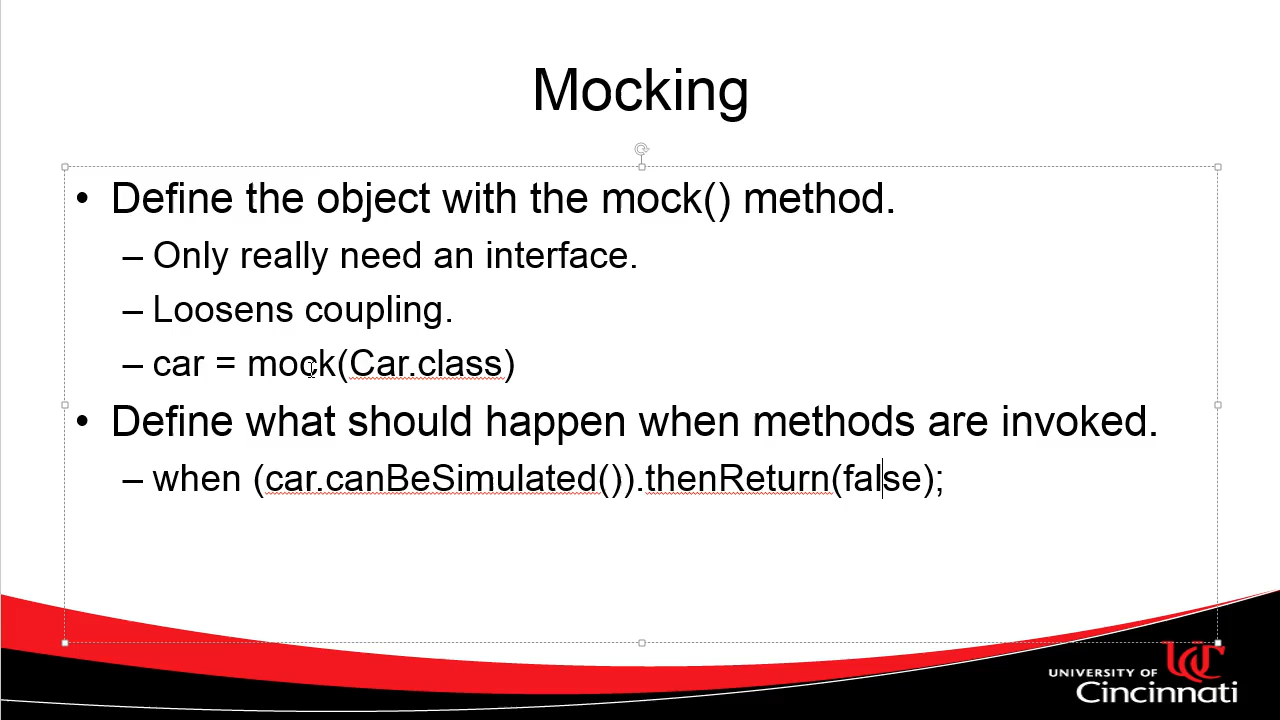 Mocking
• Define the object with the mock() method.
– Only really need an interface.
– Loosens coupling.
– car = mock(Car.class)
• Define what should happen when methods are invoked.
– when (car.canBeSimulated()).thenReturn(false);
UC
UNIVERSITY OF
Cincinnati